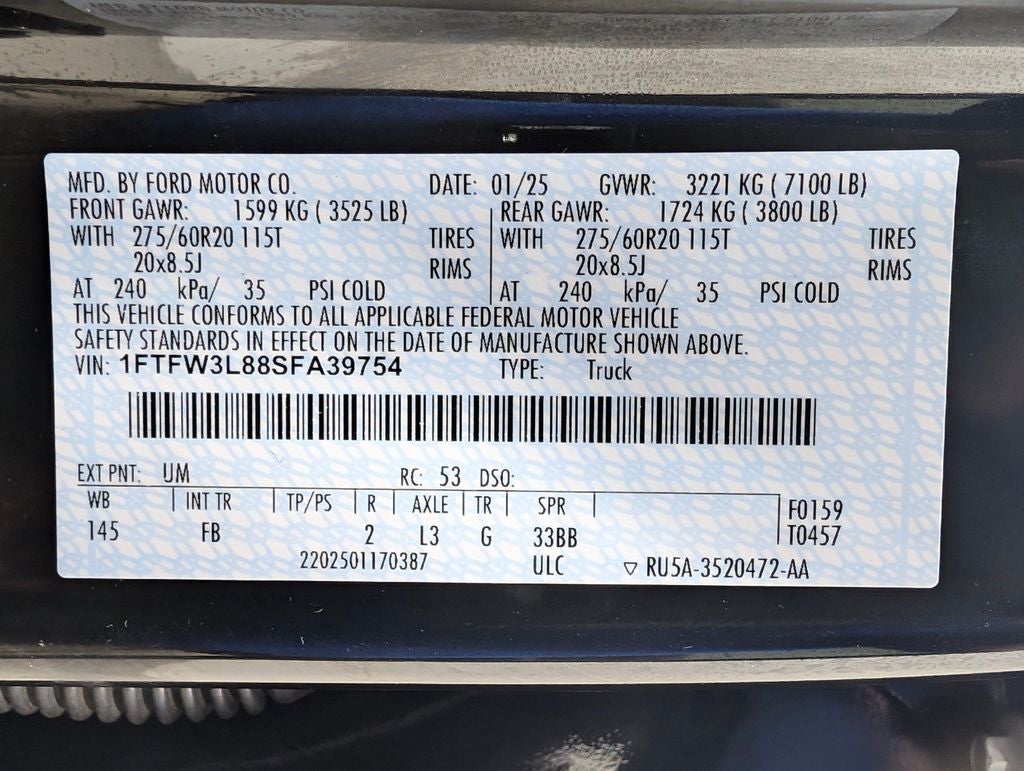 MFD. BY FORD MOTOR CO. DATE: 01/25 GVWR: 3221 KG ( 7100 LB)
FRONT GAWR: 1599 KG ( 3525 LB) REAR GAWR: 1724 KG ( 3800 LB)
WITH 275/60R20 115T TIRES WITH 275/60R20 115T TIRES
20x8.5J RIMS 20x8.5J RIMS
AT 240 kPa/ 35 PSI COLD AT 240 kPa/ 35 PSI COLD
THIS VEHICLE CONFORMS TO ALL APPLICABLE FEDERAL MOTOR VEHICLE
SAFETY STANDARDS IN EFFECT ON THE DATE OF MANUFACTURE SHOWN ABOVE.
VIN: 1FTFW3L88SFA39754 TYPE: Truck
EXT PNT: UM RC: 53 DSO:
WB INT TR TP/PS R AXLE TR SPR F0159
145 FB 2 L3 G 33BB T0457
2202501170387 ULC ▽ RU5A-3520472-AA